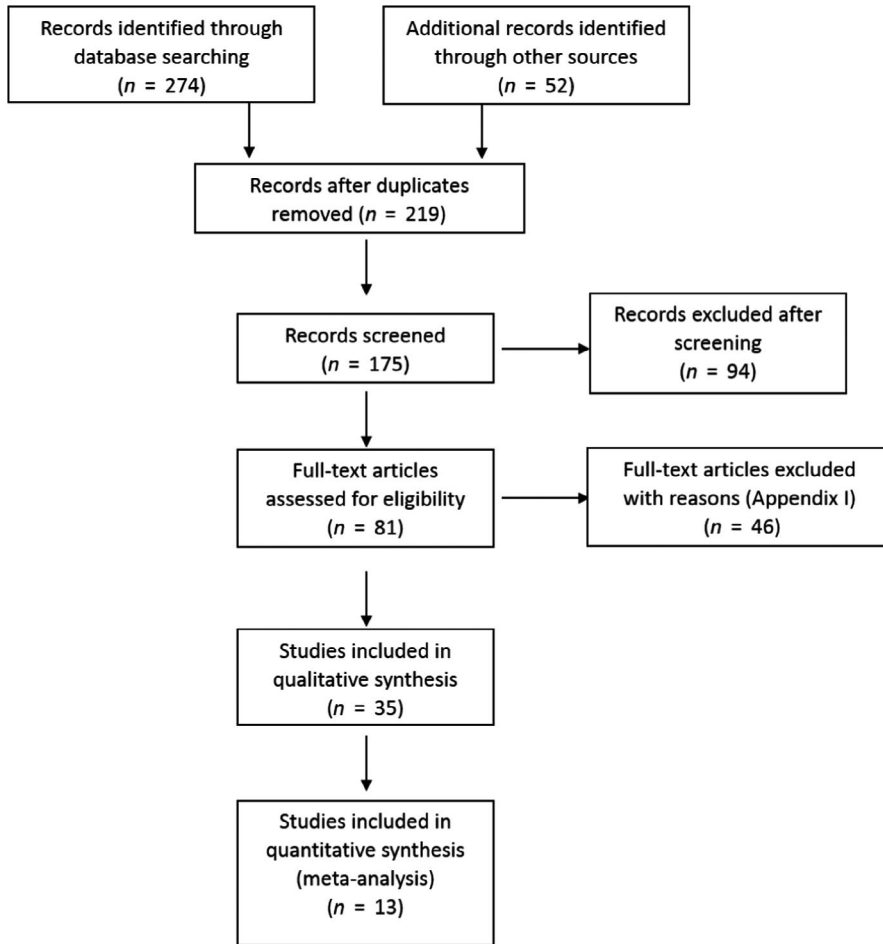 Records identified through
database searching
(n = 274)
Additional records identified
through other sources
(n = 52)
Records after duplicates
removed (n = 219)
Records screened
(n = 175)
Records excluded after
screening
(n = 94)
Full-text articles
assessed for eligibility
(n = 81)
Full-text articles excluded
with reasons (Appendix I)
(n = 46)
Studies included in
qualitative synthesis
(n = 35)
Studies included in
quantitative synthesis
(meta-analysis)
(n = 13)